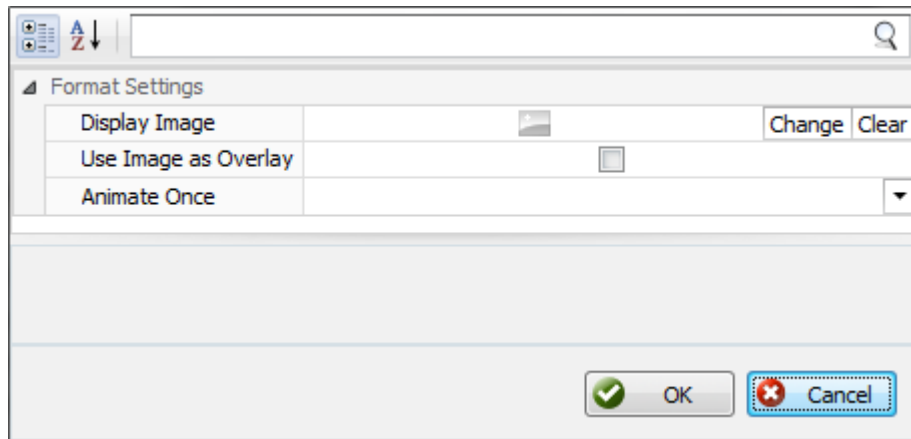 A
Z
Format Settings
Display Image Change Clear
Use Image as Overlay
Animate Once
OK Cancel